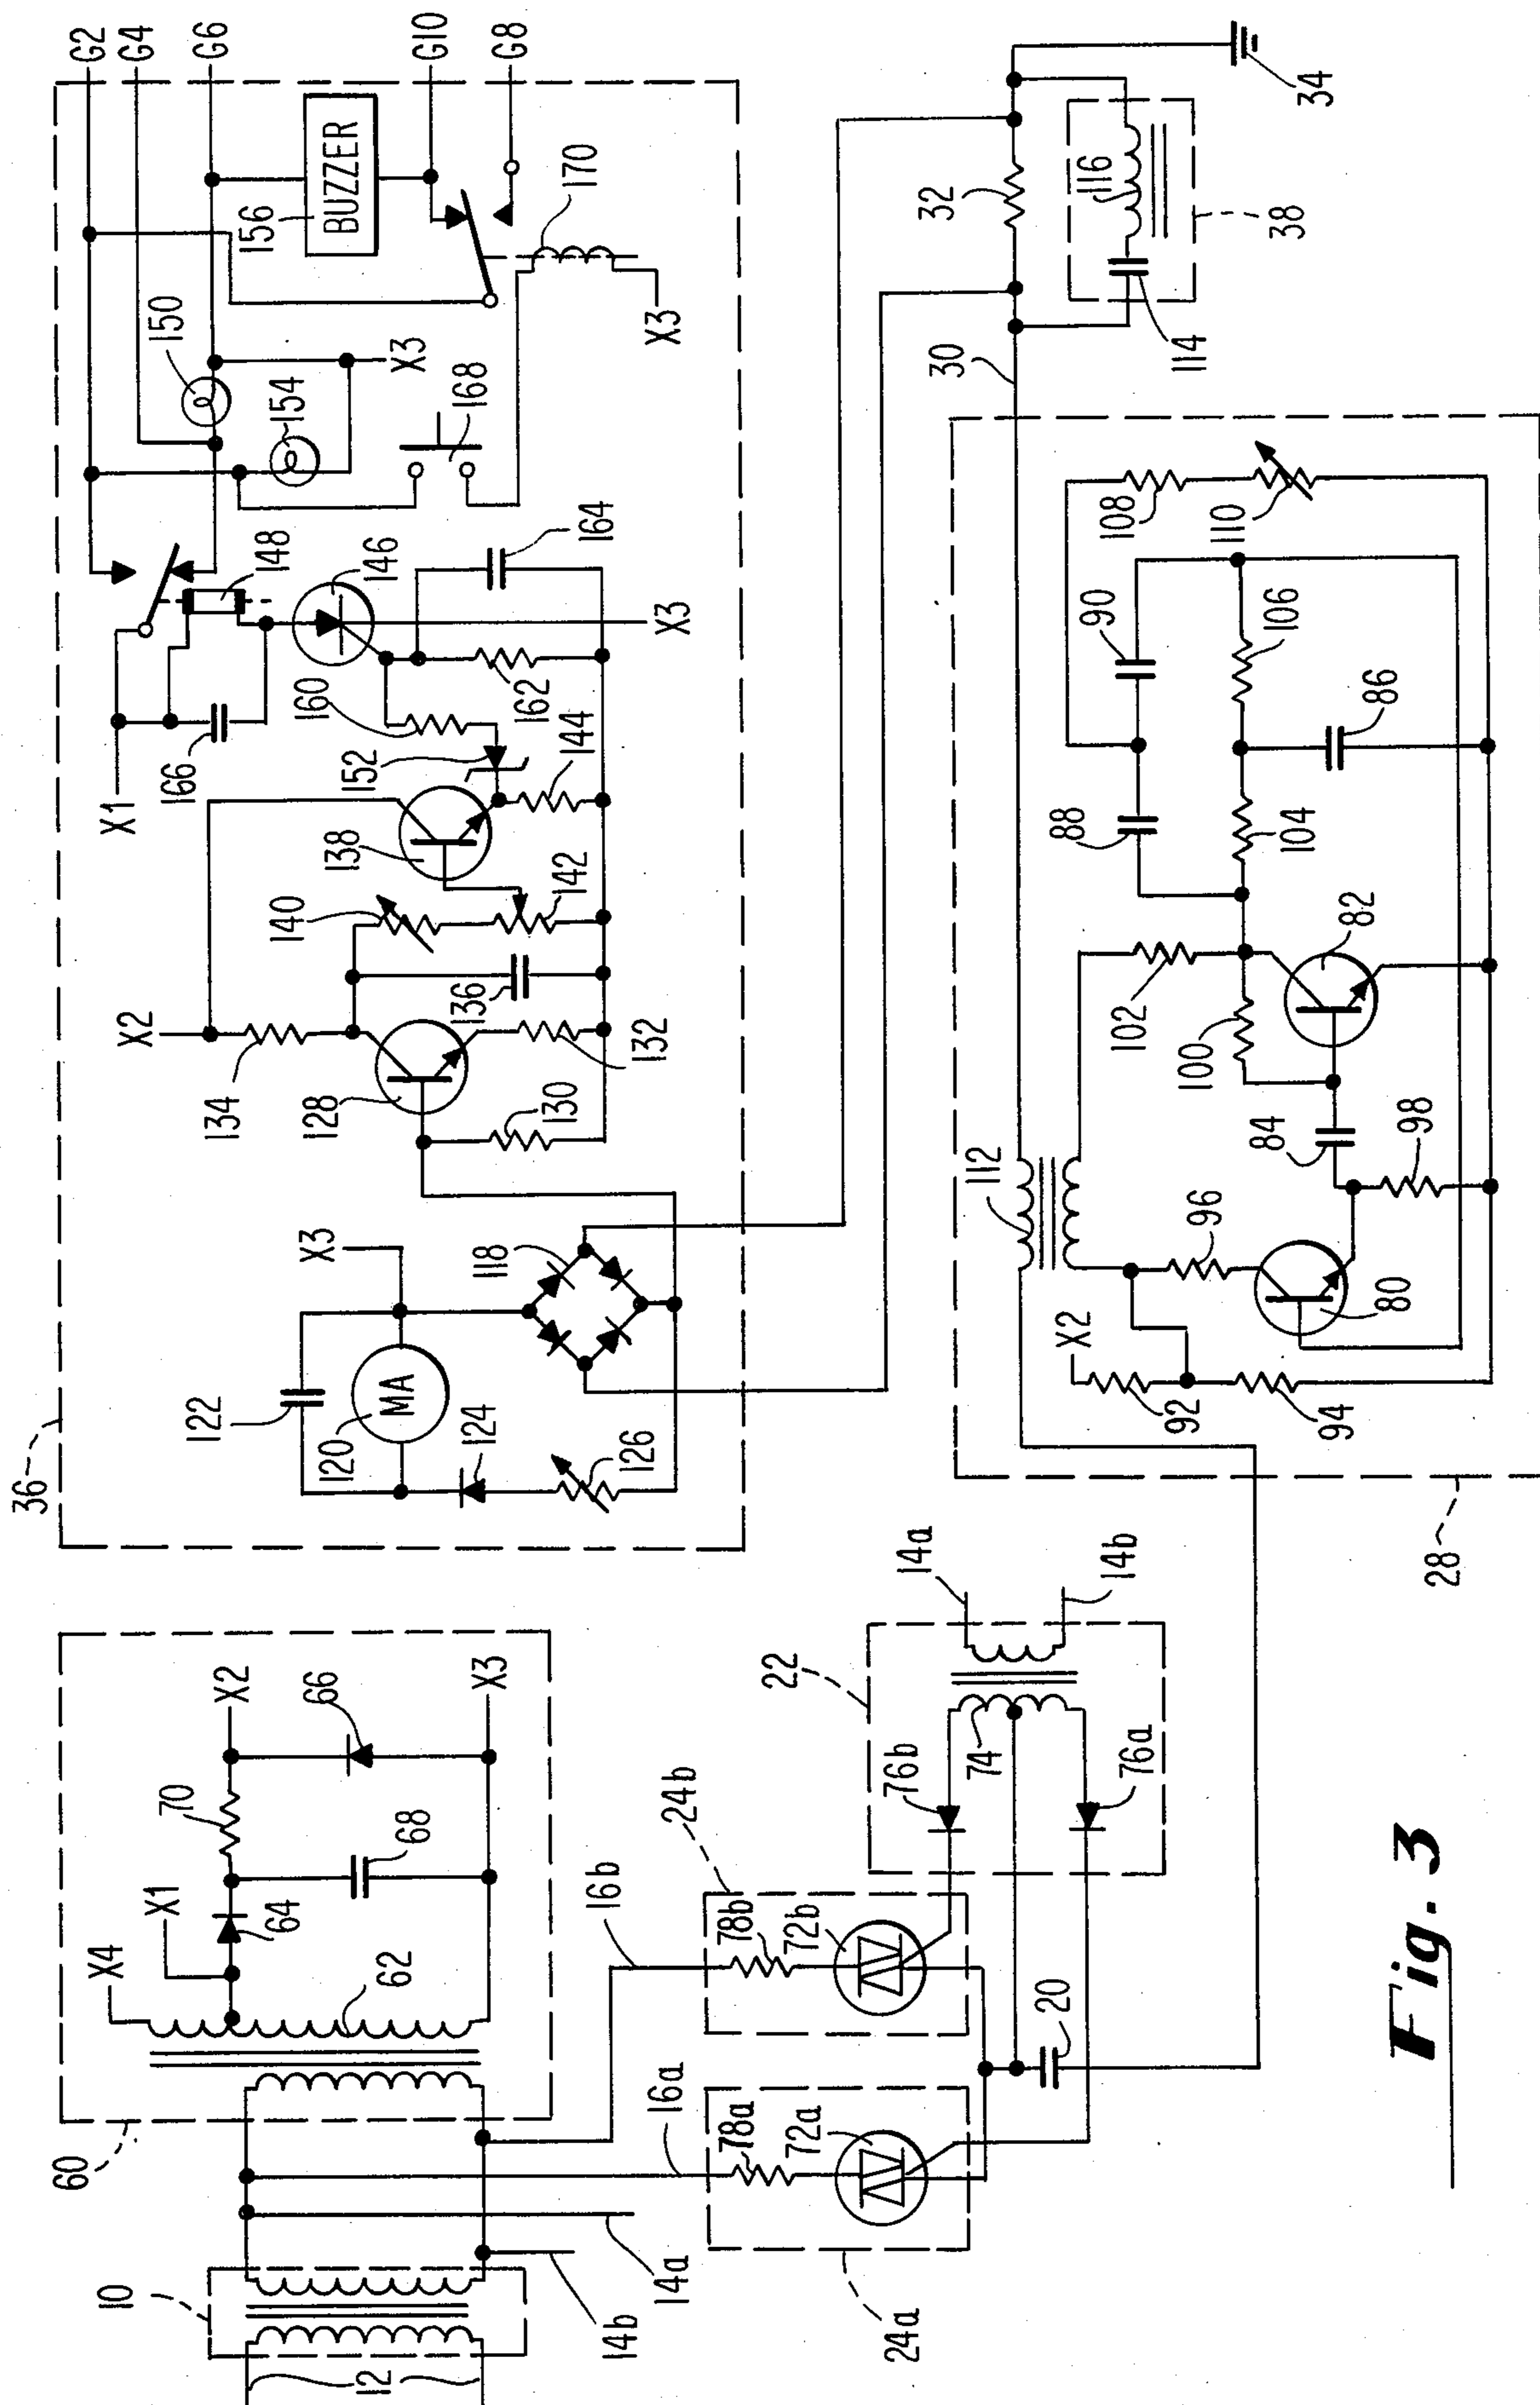 36
122
120
MA
124
126
X3
118
X2
134
128
130
132
136
140
142
138
144
152
160
162
X1
166
148
146
164
X3
168
154
150
X3
156
BUZZER
170
X3
G2
G4
G6
G10
G8
10
12
14b
14a
60
62
X4
X1
64
68
70
X2
66
X3
16a
16b
24a
78a
72a
24b
78b
72b
20
22
76b
74
76a
14a
14b
28
X2
92
94
96
80
112
84
98
100
102
82
104
88
90
86
106
108
110
30
32
114
116
38
34
Fig. 3